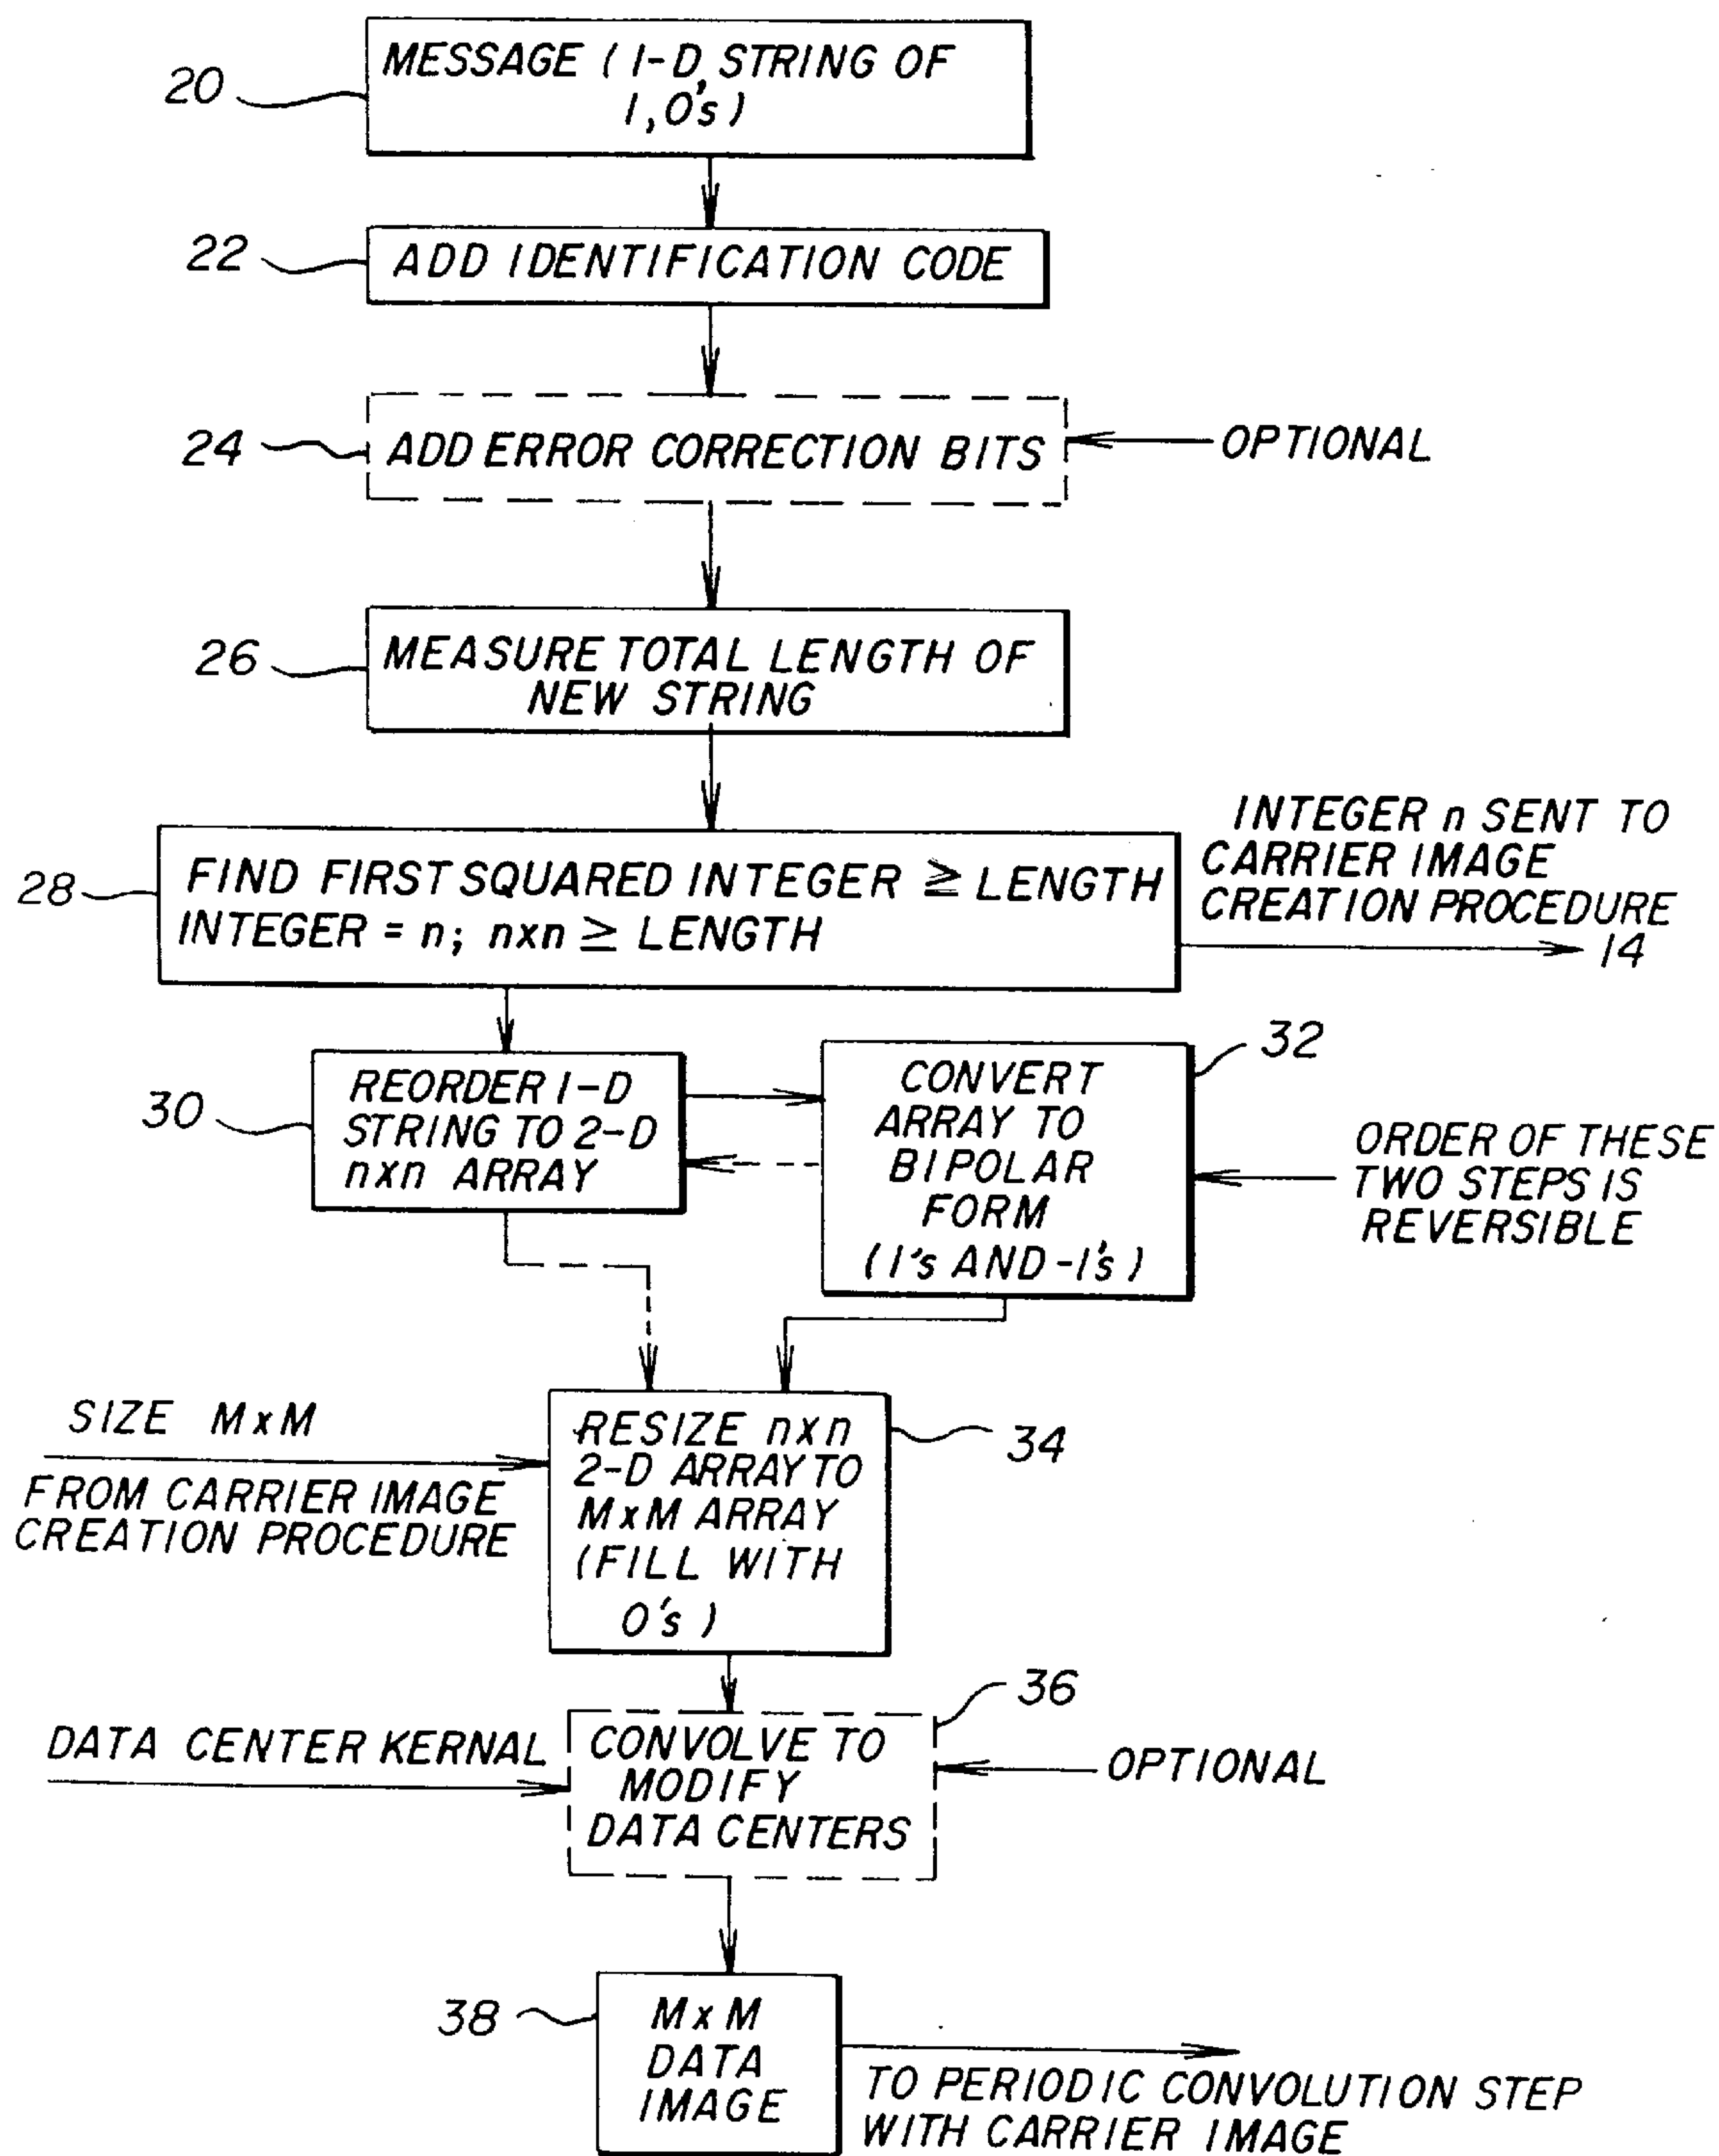 20
MESSAGE (1-D, STRING OF
1,0's)
22
ADD IDENTIFICATION CODE
24
ADD ERROR CORRECTION BITS
OPTIONAL
26
MEASURE TOTAL LENGTH OF
NEW STRING
28
FIND FIRST SQUARED INTEGER ≧ LENGTH
INTEGER = n; nxn ≥ LENGTH
INTEGER n SENT TO
CARRIER IMAGE
CREATION PROCEDURE
14
30
REORDER 1-D
STRING TO 2-D
nxn ARRAY
32
CONVERT
ARRAY TO
BIPOLAR
FORM
(1's AND -1's)
ORDER OF THESE
TWO STEPS IS
REVERSIBLE
SIZE MxM
FROM CARRIER IMAGE
CREATION PROCEDURE
34
RESIZE nxn
2-D ARRAY TO
MxM ARRAY
(FILL WITH
0's)
36
DATA CENTER KERNAL
CONVOLVE TO
MODIFY
DATA CENTERS
OPTIONAL
38
MxM
DATA
IMAGE
TO PERIODIC CONVOLUTION STEP
WITH CARRIER IMAGE